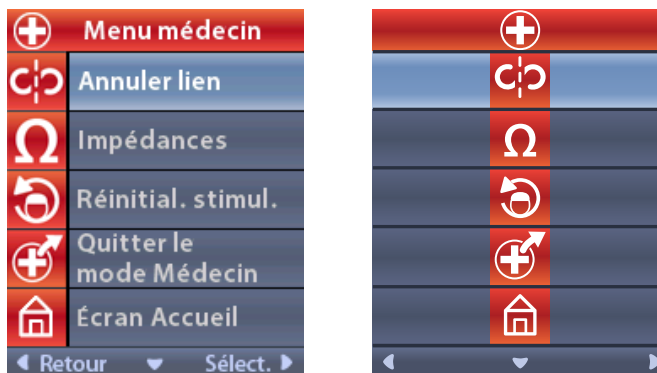 Menu médecin
Annuler lien
Impédances
Réinitial. stimul.
Quitter le
mode Médecin
Écran Accueil
Retour Sélect.